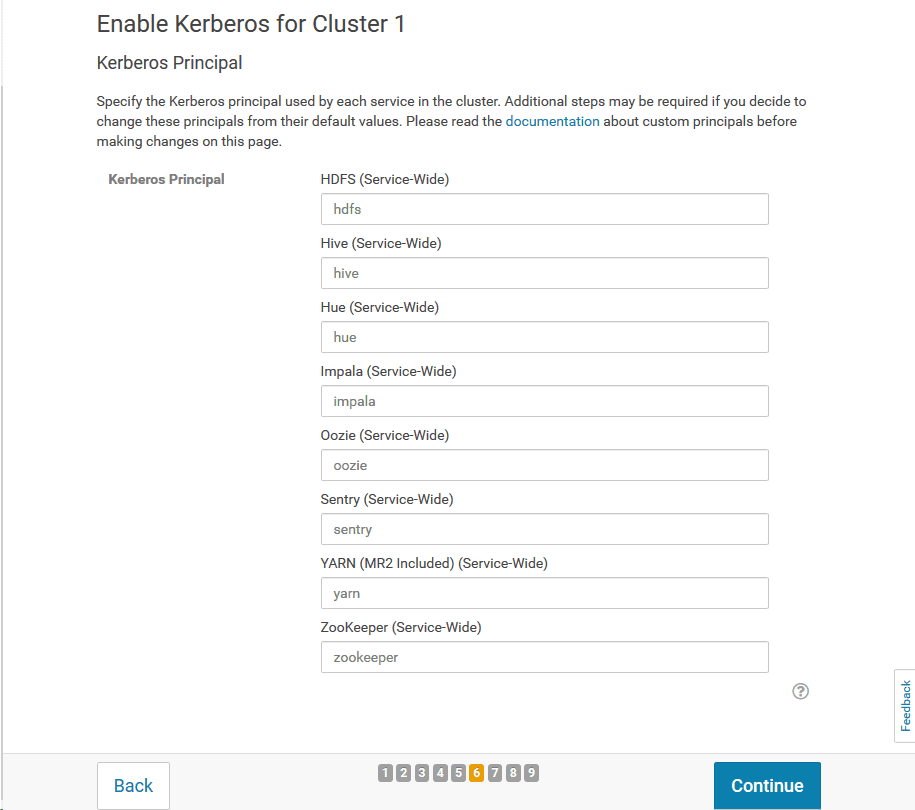 Enable Kerberos for Cluster 1
Kerberos Principal
Specify the Kerberos principal used by each service in the cluster. Additional steps may be required if you decide to
change these principals from their default values. Please read the documentation about custom principals before
making changes on this page.
Kerberos Principal
HDFS (Service-Wide)
hdfs
Hive (Service-Wide)
hive
Hue (Service-Wide)
hue
Impala (Service-Wide)
impala
Oozie (Service-Wide)
oozie
Sentry (Service-Wide)
sentry
YARN (MR2 Included) (Service-Wide)
yarn
ZooKeeper (Service-Wide)
zookeeper
?
Feedback
Back
1 2 3 4 5 6 7 8 9
Continue